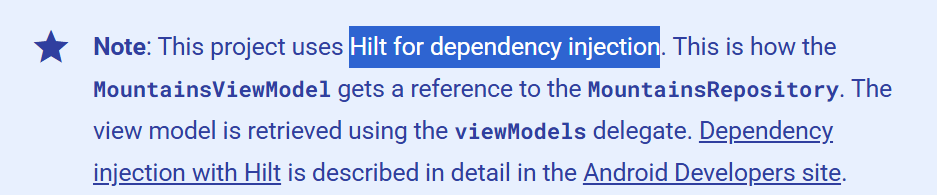 Note: This project uses Hilt for dependency injection. This is how the
MountainsViewModel gets a reference to the MountainsRepository. The
view model is retrieved using the viewModels delegate. Dependency
injection with Hilt is described in detail in the Android Developers site.